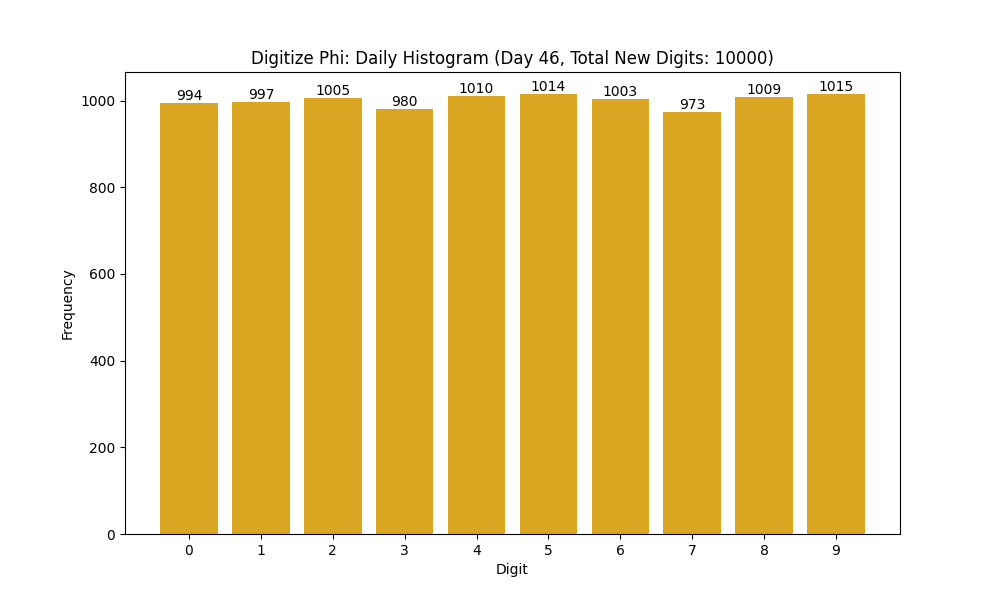 Digitize Phi: Daily Histogram (Day 46, Total New Digits: 10000)
994 997 1005 980 1010 1014 1003 973 1009 1015
1000
800
600
400
200
0
Frequency
0 1 2 3 4 5 6 7 8 9
Digit